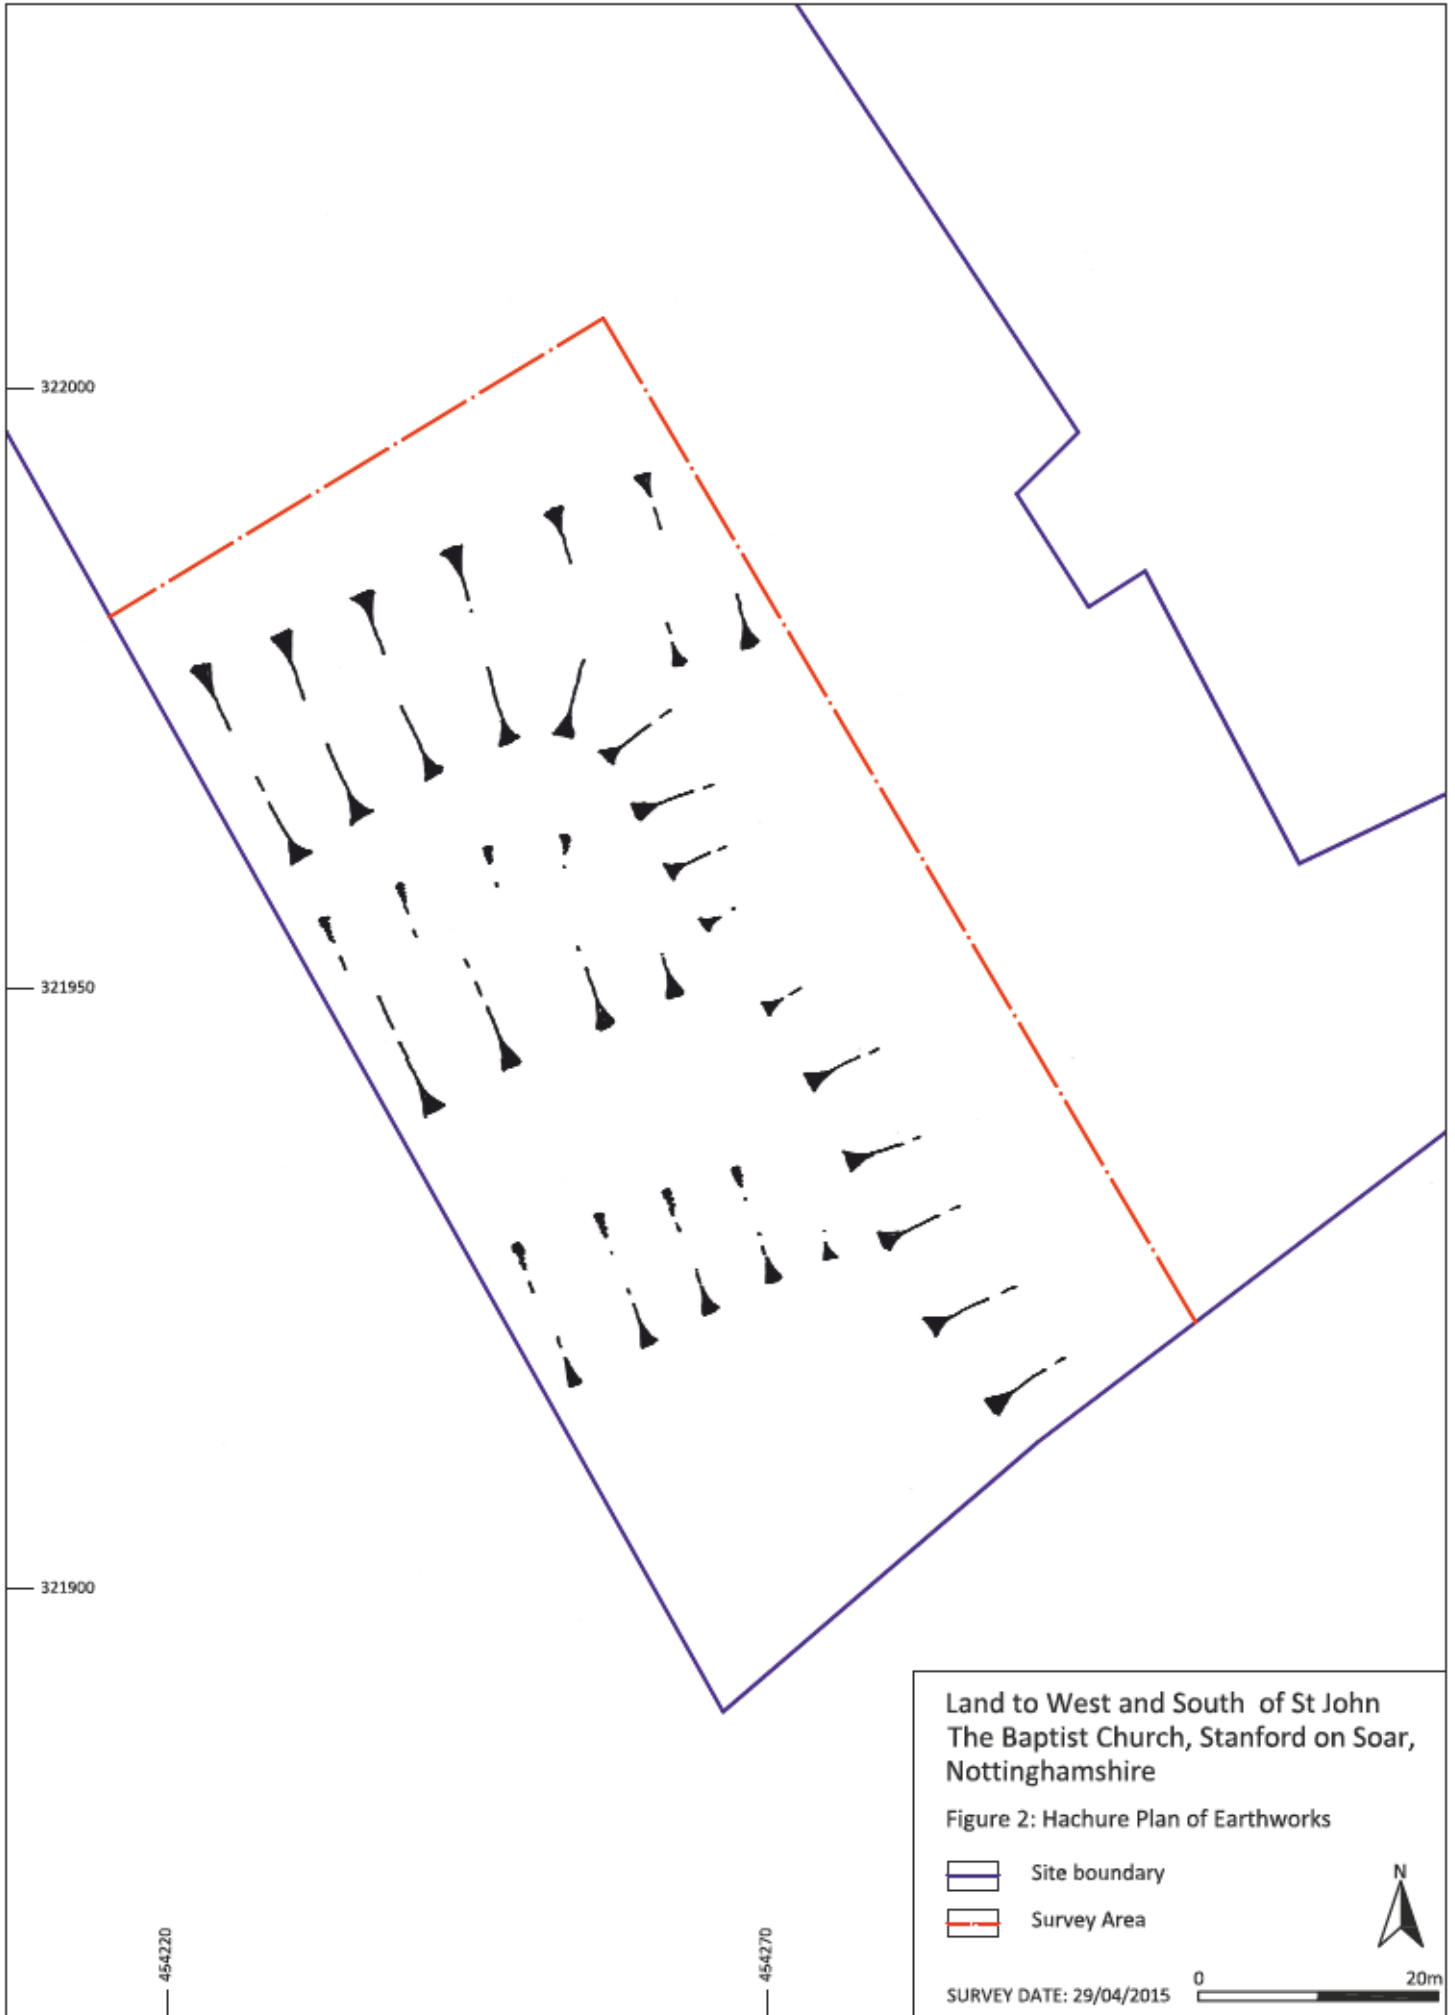 322000
321950
321900
454220
454270
Land to West and South of St John
The Baptist Church, Stanford on Soar,
Nottinghamshire
Figure 2: Hachure Plan of Earthworks
Site boundary
Survey Area
N
SURVEY DATE: 29/04/2015
0 20m